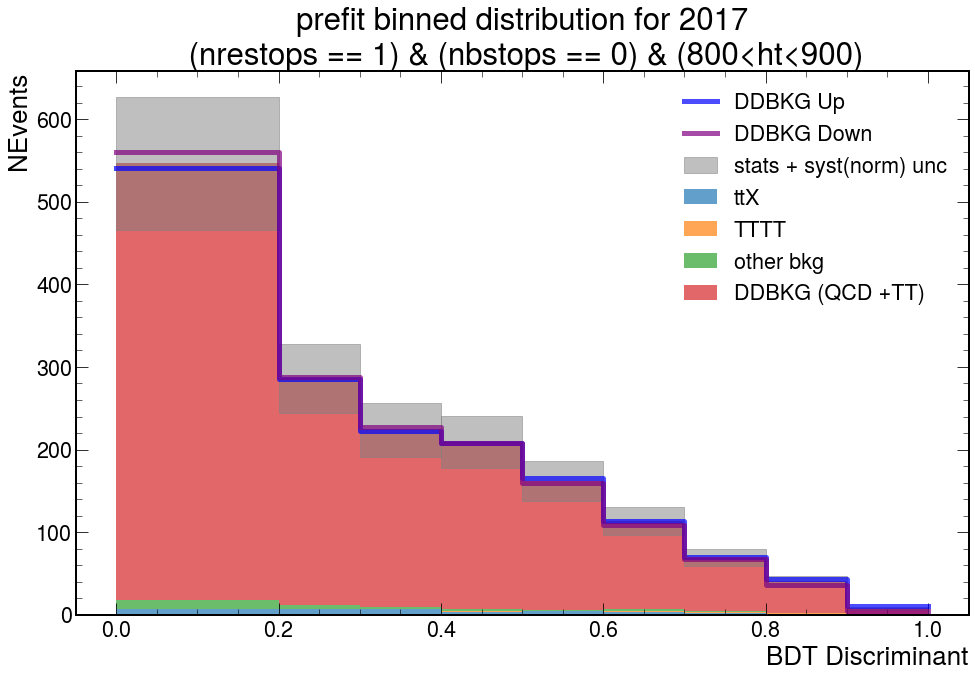 prefit binned distribution for 2017
(nrestops == 1) & (nbstops == 0) & (800<ht<900)
NEvents
600
500
400
300
200
100
0
DDBKG Up
DDBKG Down
stats + syst(norm) unc
ttX
TTTT
other bkg
DDBKG (QCD +TT)
0.0
0.2
0.4
0.6
0.8
1.0
BDT Discriminant